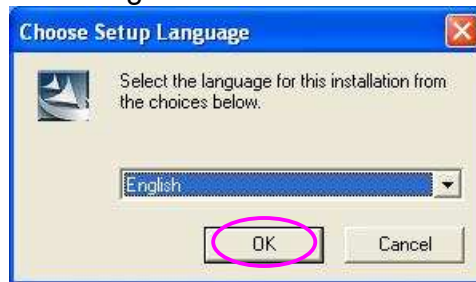 Choose Setup Language
Select the language for this installation from
the choices below.
English
OK
Cancel